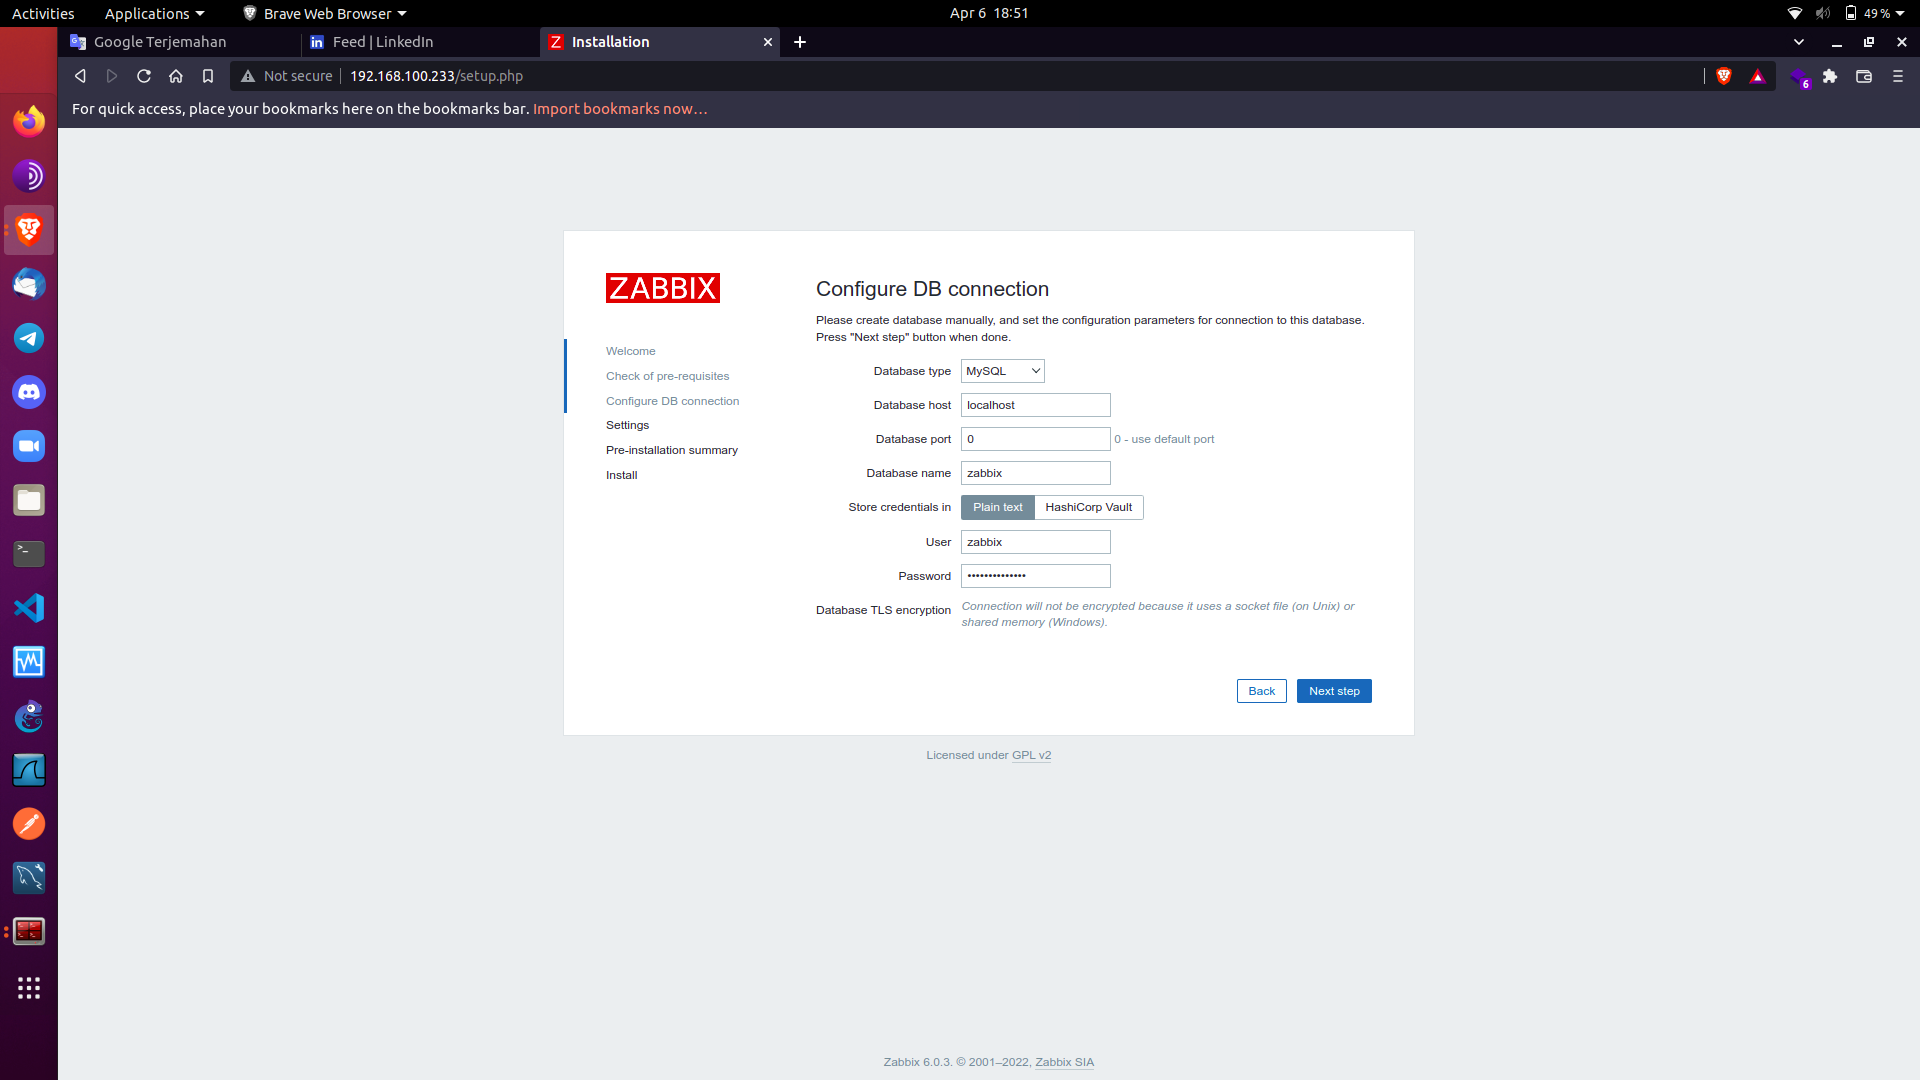 Activities
Applications
Brave Web Browser
Apr 6 18:51
49 %
Google Terjemahan
Feed | LinkedIn
Installation
Not secure
192.168.100.233/setup.php
6
For quick access, place your bookmarks here on the bookmarks bar. Import bookmarks now...
ZABBIX
Welcome
Check of pre-requisites
Configure DB connection
Settings
Pre-installation summary
Install
Configure DB connection
Please create database manually, and set the configuration parameters for connection to this database.
Press "Next step" button when done.
Database type MySQL
Database host localhost
Database port 0 0 - use default port
Database name zabbix
Store credentials in Plain text HashiCorp Vault
User zabbix
Password ••••••••••••••
Database TLS encryption Connection will not be encrypted because it uses a socket file (on Unix) or
shared memory (Windows).
Back Next step
Licensed under GPL v2
Zabbix 6.0.3. © 2001–2022, Zabbix SIA